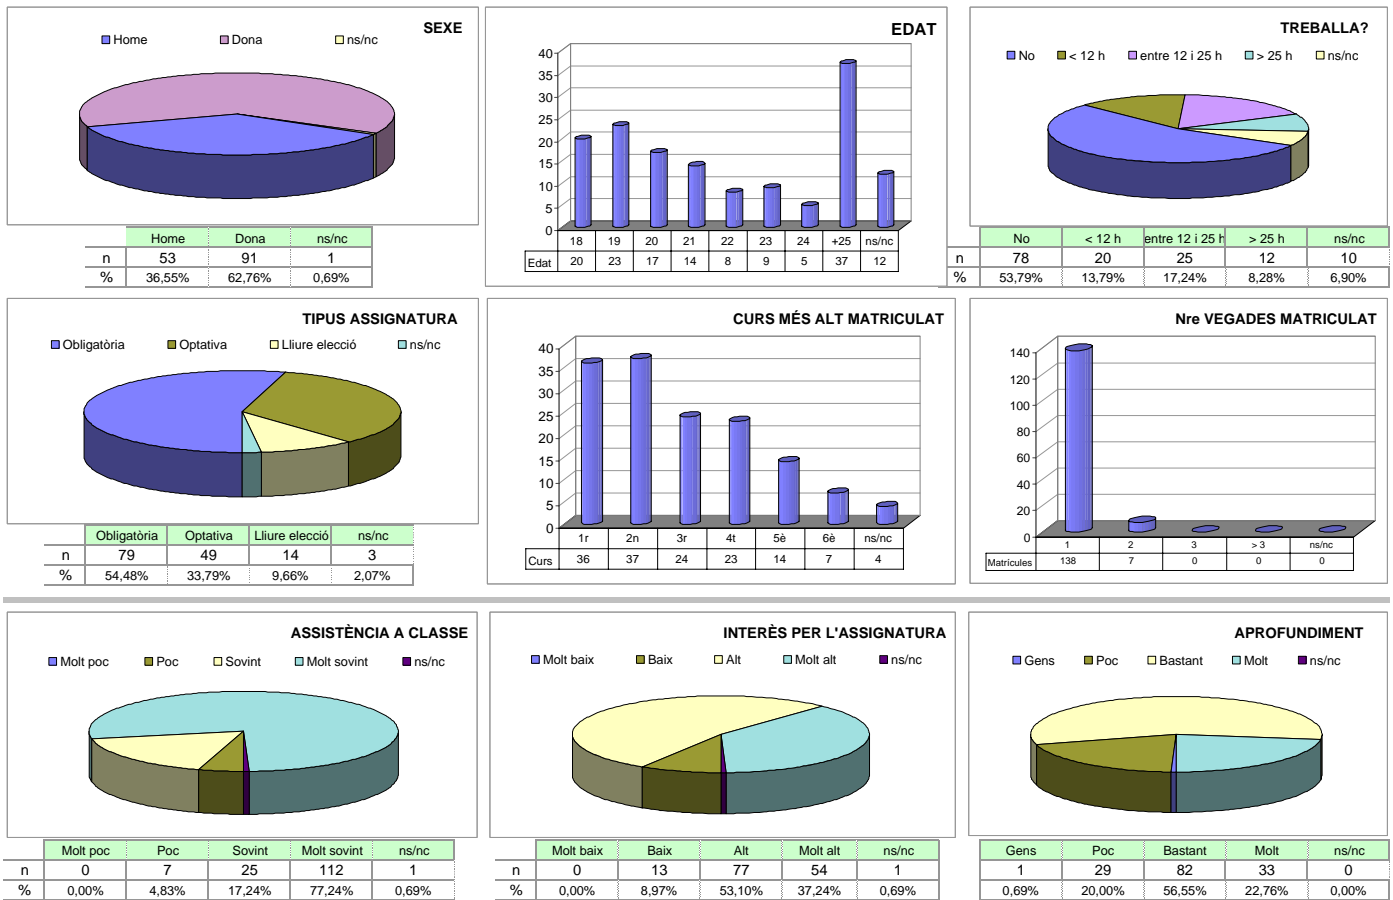 SEXE
Home Dona ns/nc
Home Dona ns/nc
n 53 91 1
% 36,55% 62,76% 0,69%
EDAT
40
35
30
25
20
15
10
5
0
18 19 20 21 22 23 24 +25 ns/nc
Edat 20 23 17 14 8 9 5 37 12
TREBALLA?
No < 12 h entre 12 i 25 h > 25 h ns/nc
No < 12 h entre 12 i 25 h > 25 h ns/nc
n 78 20 25 12 10
% 53,79% 13,79% 17,24% 8,28% 6,90%
TIPUS ASSIGNATURA
Obligatòria Optativa Lliure elecció ns/nc
Obligatòria Optativa Lliure elecció ns/nc
n 79 49 14 3
% 54,48% 33,79% 9,66% 2,07%
CURS MÉS ALT MATRICULAT
40
35
30
25
20
15
10
5
0
1r 2n 3r 4t 5è 6è ns/nc
Curs 36 37 24 23 14 7 4
Nre VEGADES MATRICULAT
140
120
100
80
60
40
20
0
1 2 3 > 3 ns/nc
Matrícules 138 7 0 0 0
ASSISTÈNCIA A CLASSE
Molt poc Poc Sovint Molt sovint ns/nc
Molt poc Poc Sovint Molt sovint ns/nc
n 0 7 25 112 1
% 0,00% 4,83% 17,24% 77,24% 0,69%
INTERÈS PER L'ASSIGNATURA
Molt baix Baix Alt Molt alt ns/nc
Molt baix Baix Alt Molt alt ns/nc
n 0 13 77 54 1
% 0,00% 8,97% 53,10% 37,24% 0,69%
APROFUNDIMENT
Gens Poc Bastant Molt ns/nc
Gens Poc Bastant Molt ns/nc
1 29 82 33 0
0,69% 20,00% 56,55% 22,76% 0,00%